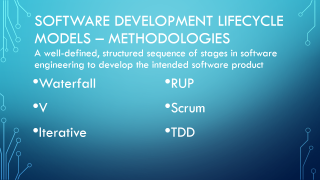 SOFTWARE DEVELOPMENT LIFECYCLE
MODELS – METHODOLOGIES
A well-defined, structured sequence of stages in software
engineering to develop the intended software product
•Waterfall
•V
•Iterative
•RUP
•Scrum
•TDD